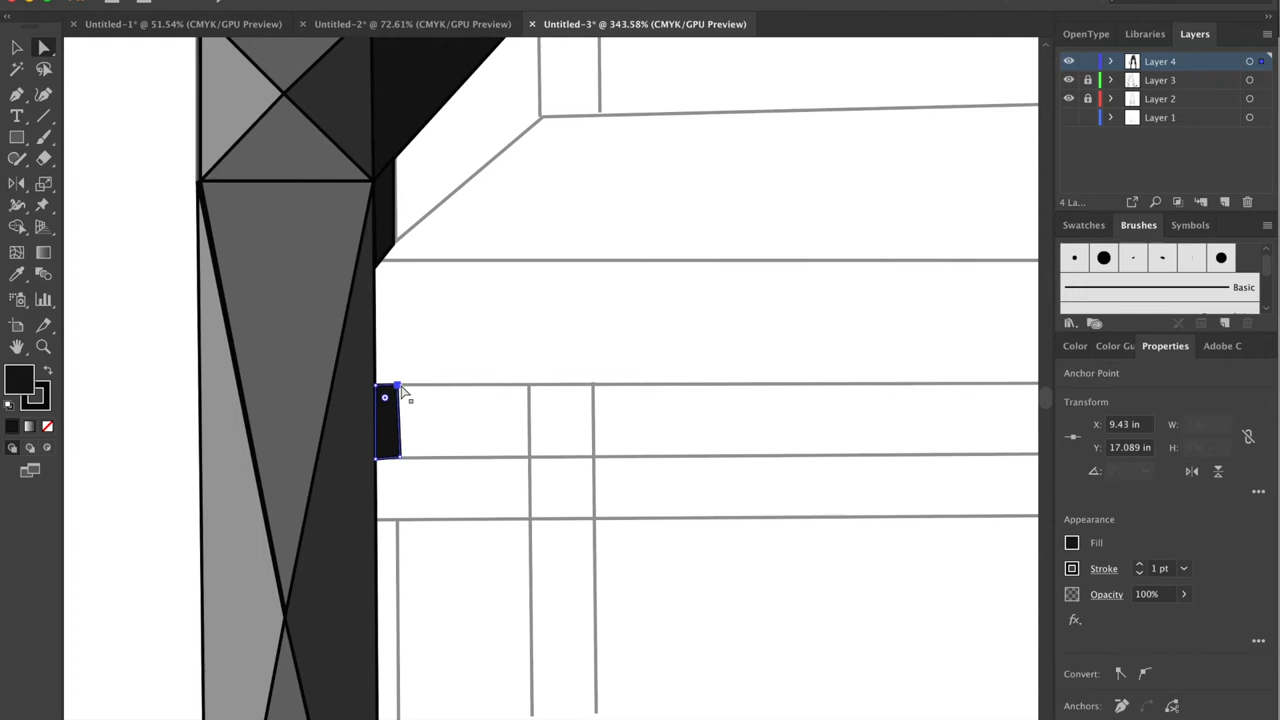 Untitled-1* @ 51.54% (CMYK/GPU Preview)
Untitled-2* @ 72.61% (CMYK/GPU Preview)
Untitled-3* @ 343.58% (CMYK/GPU Preview)
OpenType
Libraries
Layers
Layer 4
Layer 3
Layer 2
Layer 1
4 La...
Swatches
Brushes
Symbols
Basic
Color
Color Gu
Properties
Adobe C
Anchor Point
Transform
X: 9.43 in
W:
Y: 17.089 in
H:
Appearance
Fill
Stroke
1 pt
Opacity
100%
fx.
Convert:
Anchors: